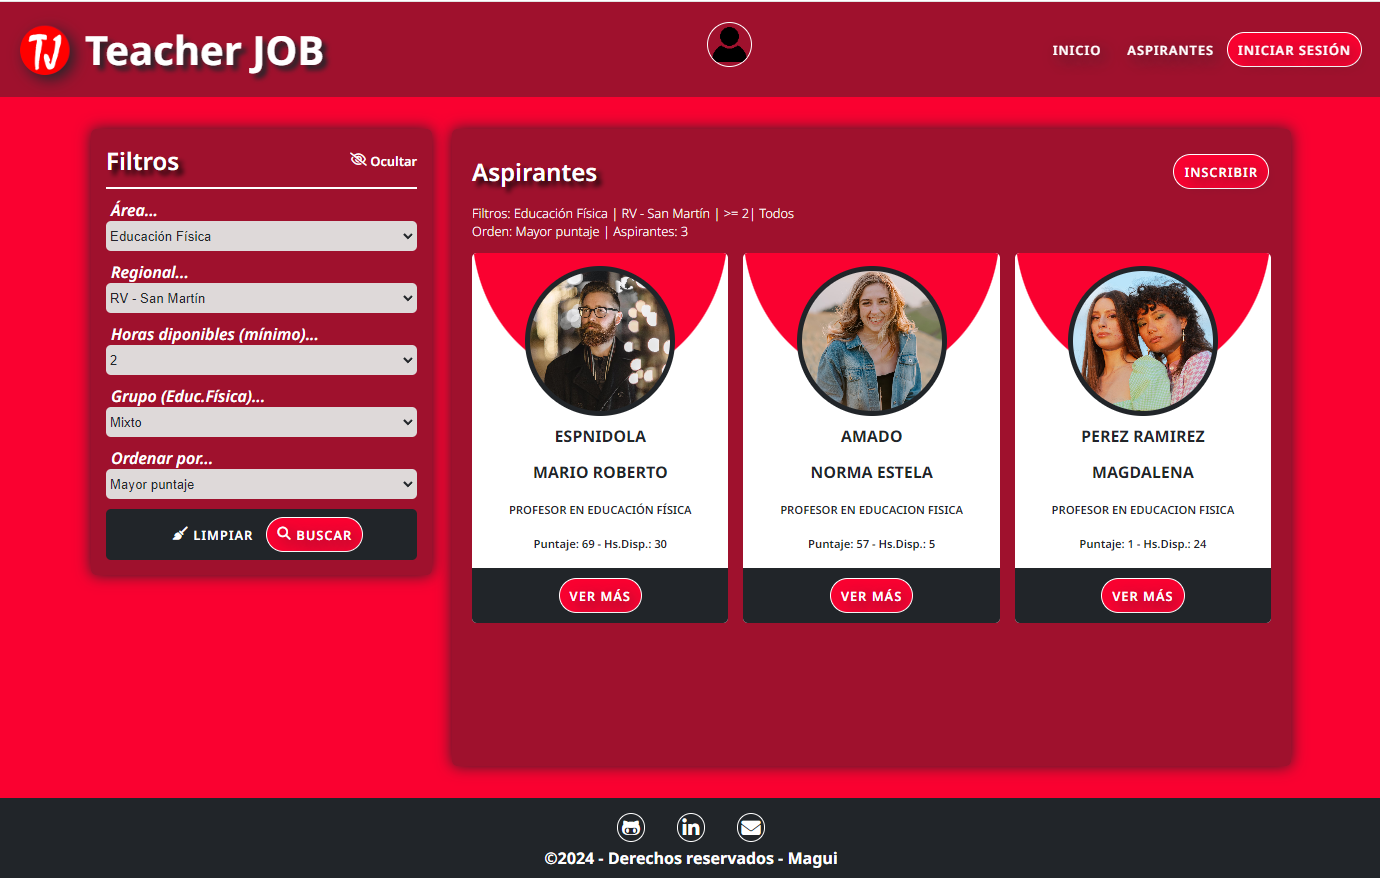 TJ Teacher JOB
INICIO ASPIRANTES INICIAR SESIÓN
Filtros
Ocultar
Área...
Educación Física
Regional...
RV - San Martín
Horas diponibles (mínimo)...
2
Grupo (Educ.Física)...
Mixto
Ordenar por...
Mayor puntaje
LIMPIAR BUSCAR
Aspirantes
INSCRIBIR
Filtros: Educación Física | RV - San Martín | >= 2| Todos
Orden: Mayor puntaje | Aspirantes: 3
ESPNIDOLA
MARIO ROBERTO
PROFESOR EN EDUCACIÓN FÍSICA
Puntaje: 69 - Hs.Disp.: 30
VER MÁS
AMADO
NORMA ESTELA
PROFESOR EN EDUCACION FISICA
Puntaje: 57 - Hs.Disp.: 5
VER MÁS
PEREZ RAMIREZ
MAGDALENA
PROFESOR EN EDUCACION FISICA
Puntaje: 1 - Hs.Disp.: 24
VER MÁS
©2024 - Derechos reservados - Magui